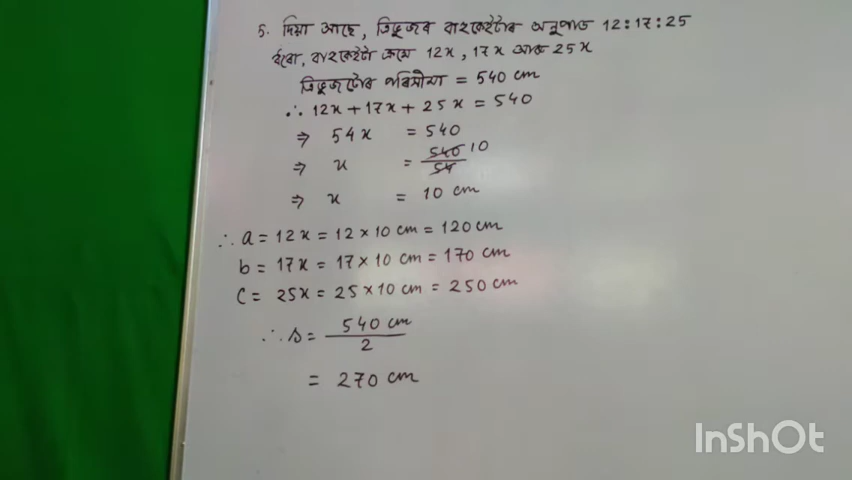 5. দিয়া আছে, ত্ৰিভুজৰ বাহুকেইটাৰ অনুপাত 12:17:25
ধৰো, বাহুকেইটা ক্ৰমে 12x, 17x আৰু 25x
ত্ৰিভুজটোৰ পৰিসীমা = 540 cm
∴ 12x + 17x + 25x = 540
⇒ 54x = 540
⇒ x = 540/54 10
⇒ x = 10 cm
∴ a = 12x = 12 × 10 cm = 120 cm
b = 17x = 17 × 10 cm = 170 cm
C = 25x = 25 × 10 cm = 250 cm
∴ s = 540 cm / 2
= 270 cm
InShOt